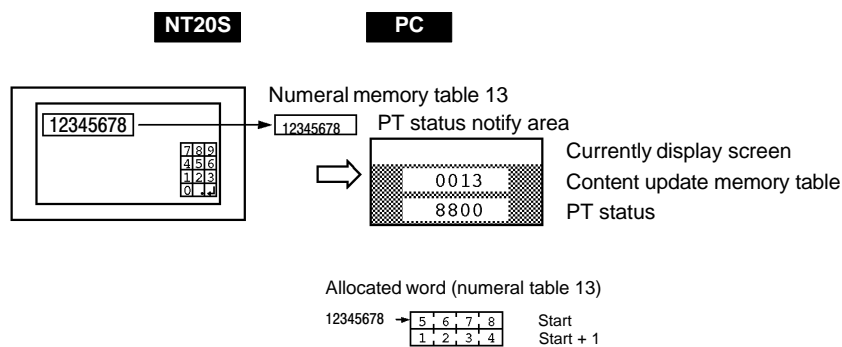 NT20S PC
Numeral memory table 13
12345678 12345678 PT status notify area
7 8 9
4 5 6
1 2 3
0 . ↵
Currently display screen
0013 Content update memory table
8800 PT status
Allocated word (numeral table 13)
12345678 5 6 7 8 Start
1 2 3 4 Start + 1